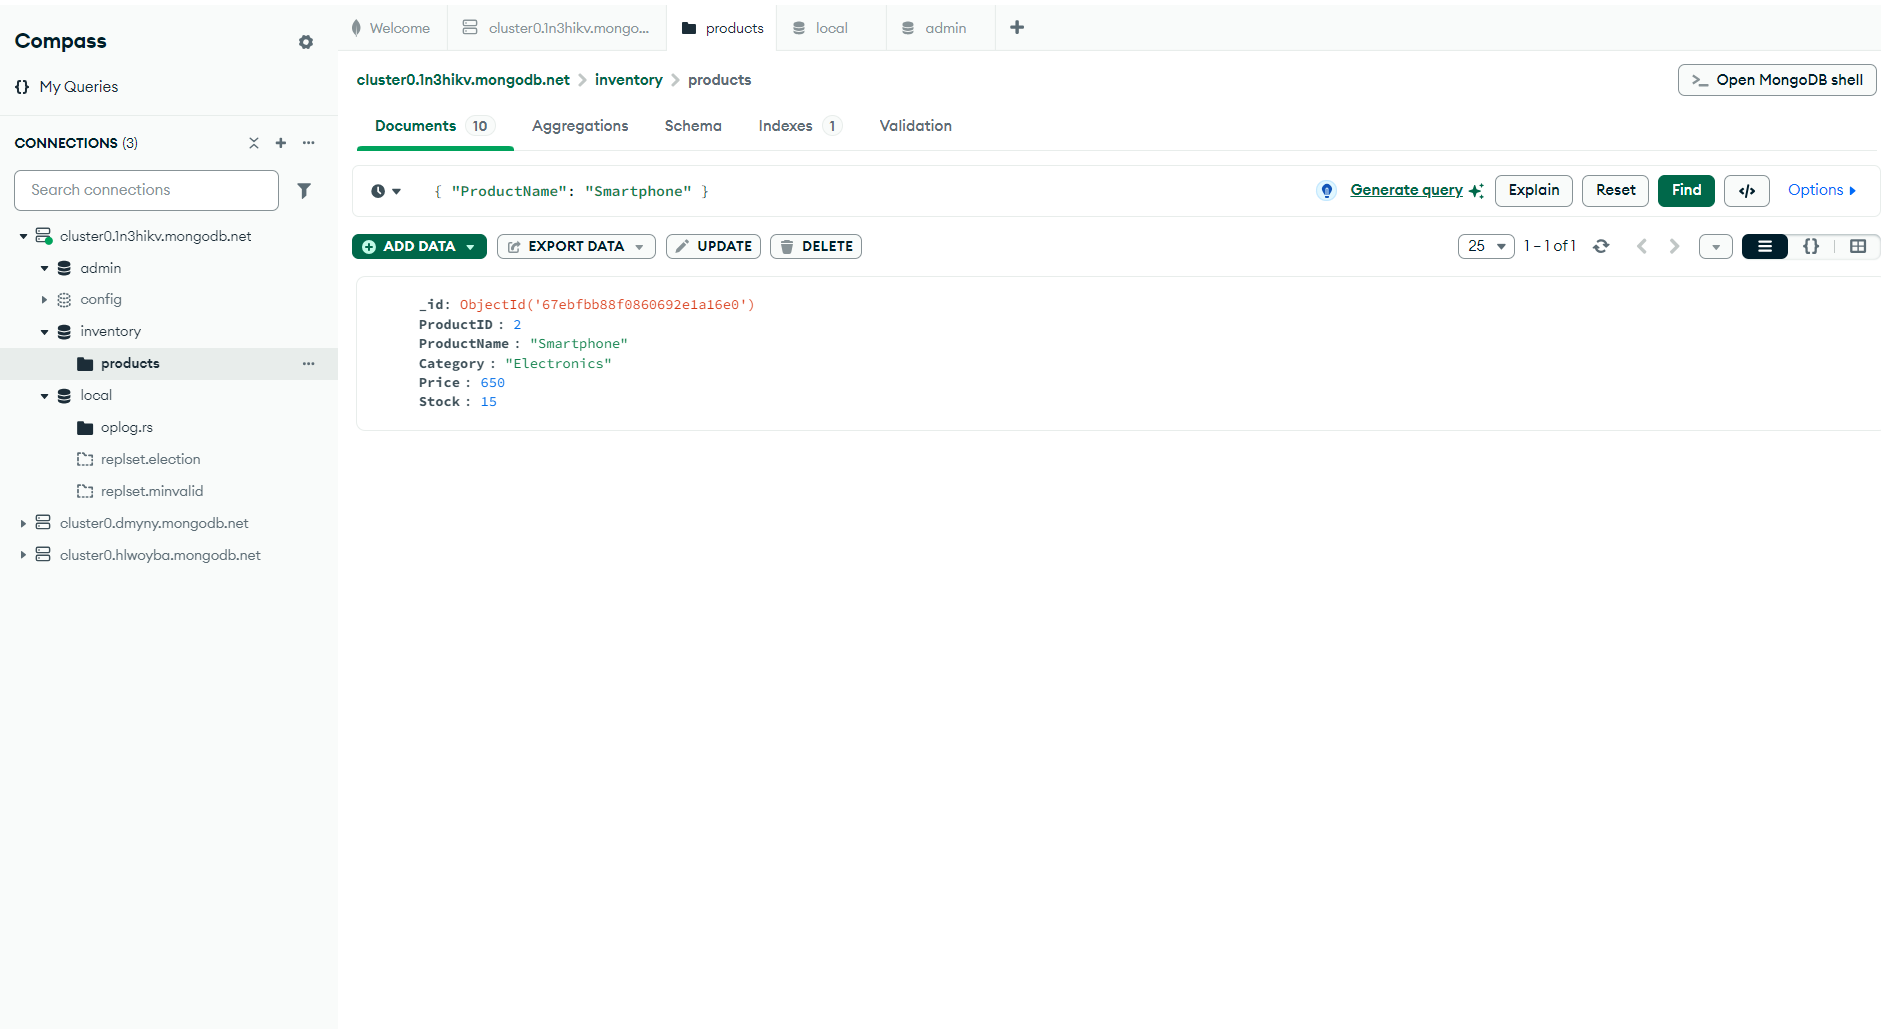 Compass
{} My Queries
CONNECTIONS (3)
Search connections
cluster0.1n3hikv.mongodb.net
admin
config
inventory
products
local
oplog.rs
replset.election
replset.minvalid
cluster0.dmyny.mongodb.net
cluster0.hlwoyba.mongodb.net
Welcome
cluster0.1n3hikv.mongo...
products
local
admin
cluster0.1n3hikv.mongodb.net > inventory > products
>_ Open MongoDB shell
Documents 10 Aggregations Schema Indexes 1 Validation
{ "ProductName": "Smartphone" }
Generate query Explain Reset Find </> Options
ADD DATA EXPORT DATA UPDATE DELETE
25 1 – 1 of 1 {}
_id: ObjectId('67ebfbb88f0860692e1a16e0')
ProductID : 2
ProductName : "Smartphone"
Category : "Electronics"
Price : 650
Stock : 15